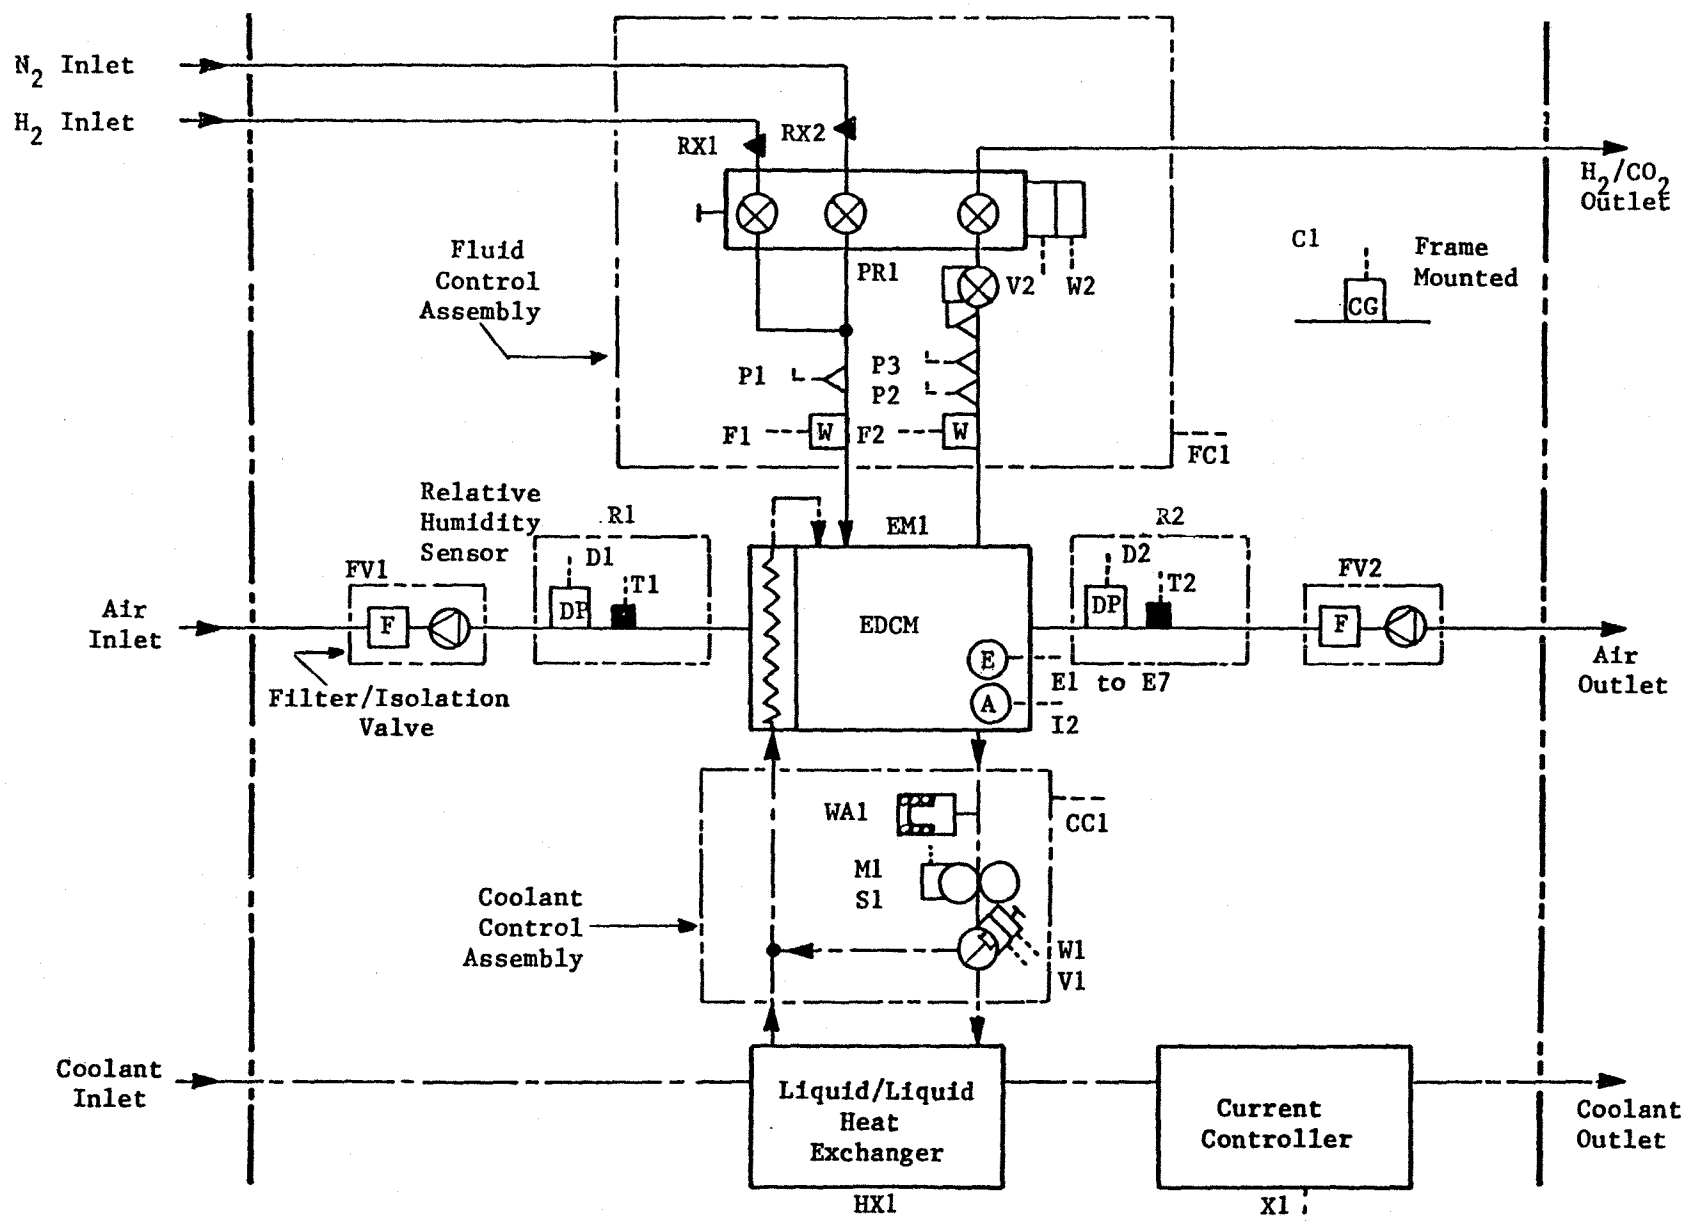 N2 Inlet
H2 Inlet
RX1
RX2
H2/CO2
Outlet
Fluid
Control
Assembly
PR1
V2
W2
C1
Frame
Mounted
CG
P1
P3
P2
F1
W
F2
W
FC1
Relative
Humidity
Sensor
R1
EM1
R2
FV1
D1
T1
D2
T2
FV2
Air
Inlet
F
DP
EDCM
DP
F
Air
Outlet
E
E1 to E7
A
I2
Filter/Isolation
Valve
WA1
CC1
M1
S1
Coolant
Control
Assembly
W1
V1
Coolant
Inlet
Liquid/Liquid
Heat
Exchanger
HX1
Current
Controller
X1
Coolant
Outlet